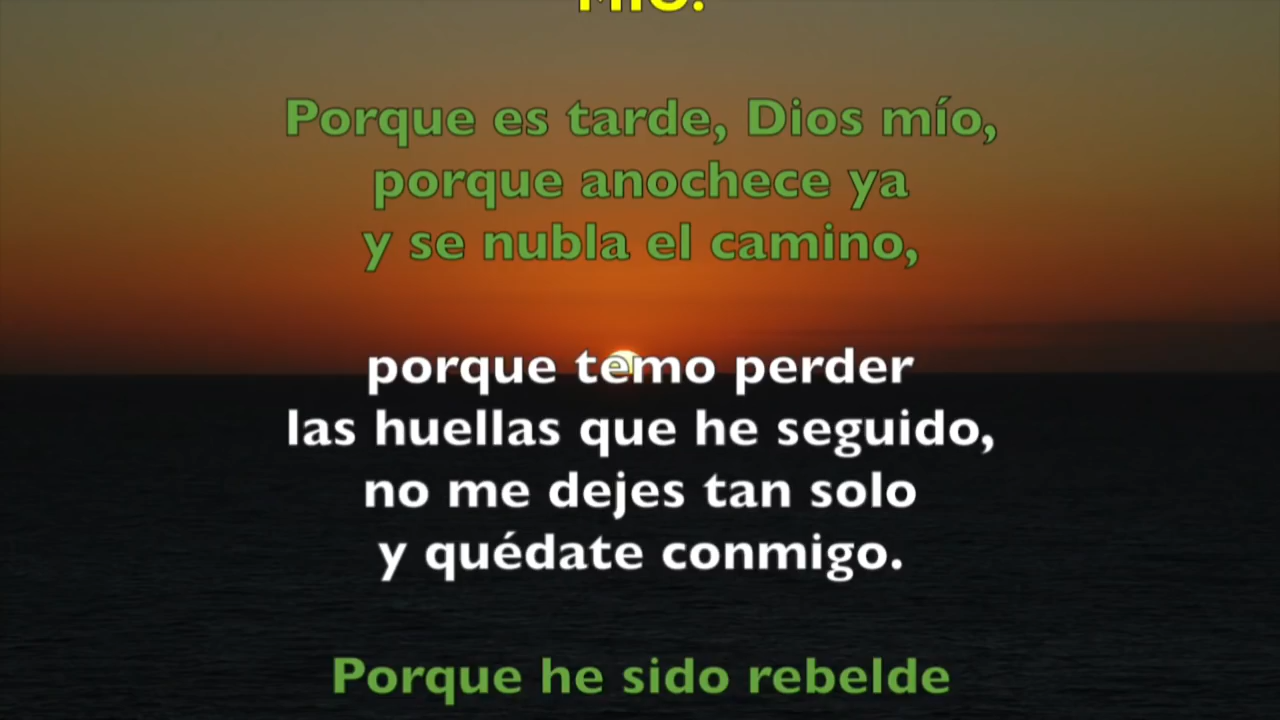 MÍO.
Porque es tarde, Dios mío,
porque anochece ya
y se nubla el camino,
porque temo perder
las huellas que he seguido,
no me dejes tan solo
y quédate conmigo.
Porque he sido rebelde